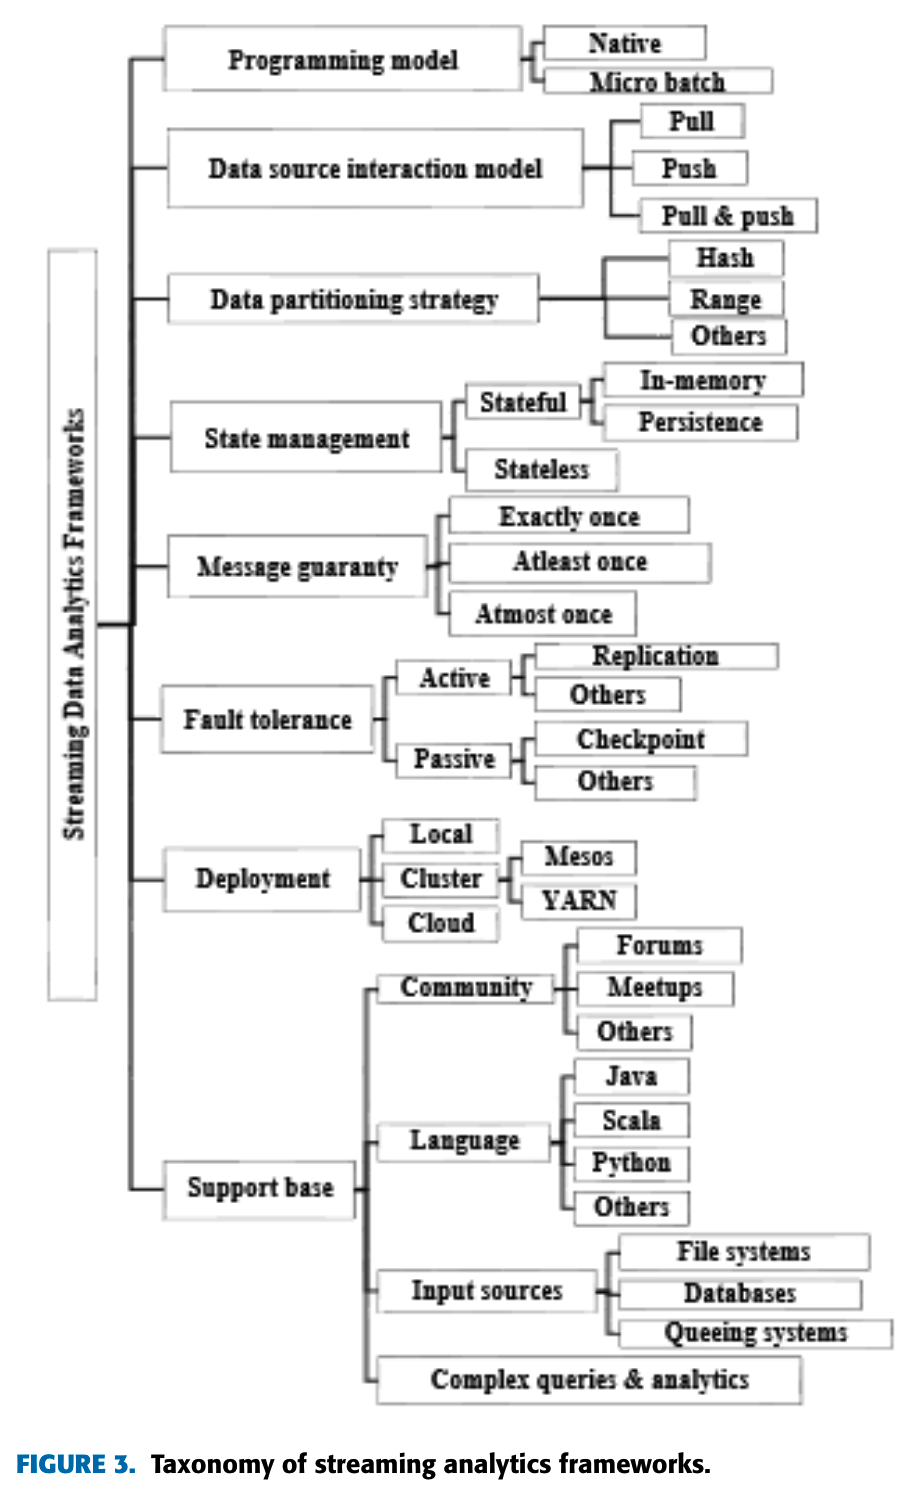 Streaming Data Analytics Frameworks
Programming model
Native
Micro batch
Data source interaction model
Pull
Push
Pull & push
Data partitioning strategy
Hash
Range
Others
State management
Stateful
In-memory
Persistence
Stateless
Message guaranty
Exactly once
Atleast once
Atmost once
Fault tolerance
Active
Replication
Others
Passive
Checkpoint
Others
Deployment
Local
Cluster
Mesos
YARN
Cloud
Support base
Community
Forums
Meetups
Others
Language
Java
Scala
Python
Others
Input sources
File systems
Databases
Queeing systems
Complex queries & analytics
FIGURE 3. Taxonomy of streaming analytics frameworks.